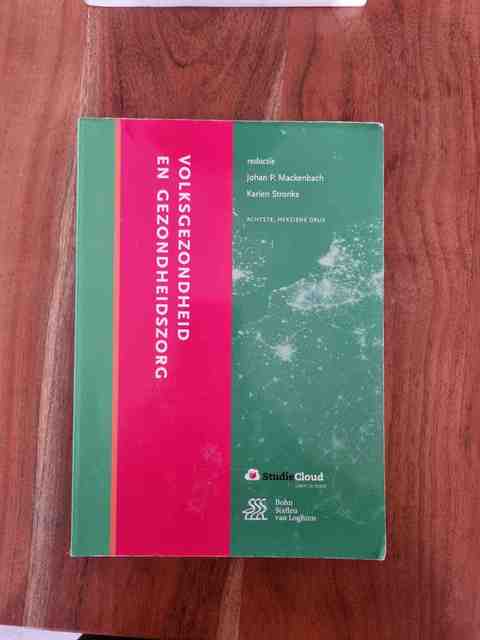 VOLKSGEZONDHEID
EN GEZONDHEIDSZORG
redactie
Johan P. Mackenbach
Karien Stronks
ACHTSTE, HERZIENE DRUK
StudieCloud
Bohn
Stafleu
van Loghum